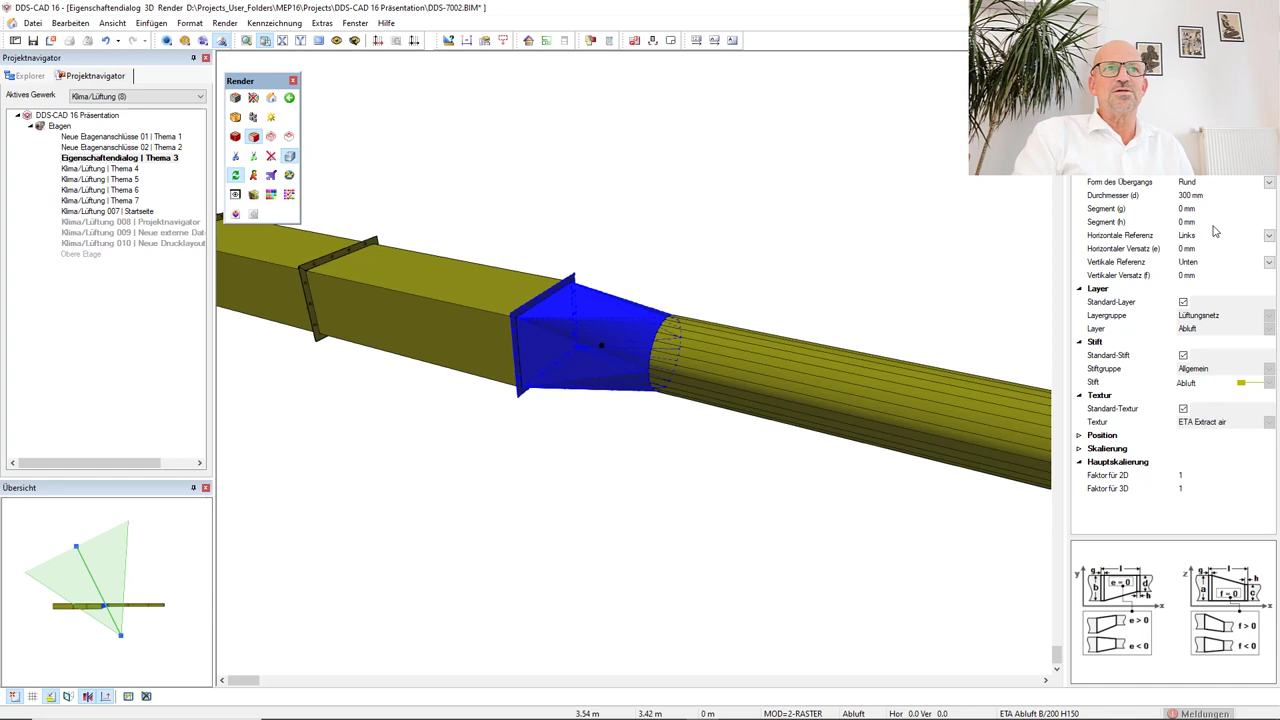 DDS-CAD 16 - [Eigenschaftendialog 3D Render D:\Projects_User_Folders\MEP16\Projects\DDS-CAD 16 Präsentation\DDS-7002.BIM* ]
Datei Bearbeiten Ansicht Einfügen Format Render Kennzeichnung Extras Fenster Hilfe
Projektnavigator
Explorer Projektnavigator
Aktives Gewerk Klima/Lüftung (8)
DDS-CAD 16 Präsentation
Etagen
Neue Etagenanschlüsse 01 | Thema 1
Neue Etagenanschlüsse 02 | Thema 2
Eigenschaftendialog | Thema 3
Klima/Lüftung | Thema 4
Klima/Lüftung | Thema 5
Klima/Lüftung | Thema 6
Klima/Lüftung | Thema 7
Klima/Lüftung 007 | Startseite
Klima/Lüftung 008 | Projektnavigator
Klima/Lüftung 009 | Neue externe Dat
Klima/Lüftung 010 | Neue Drucklayout
Obere Etage
Übersicht
Render
Form des Übergangs Rund
Durchmesser (d) 300 mm
Segment (g) 0 mm
Segment (h) 0 mm
Horizontale Referenz Links
Horizontaler Versatz (e) 0 mm
Vertikale Referenz Unten
Vertikaler Versatz (f) 0 mm
Layer
Standard-Layer
Layergruppe Lüftungsnetz
Layer Abluft
Stift
Standard-Stift
Stiftgruppe Allgemein
Stift Abluft
Textur
Standard-Textur
Textur ETA Extract air
Position
Skalierung
Hauptskalierung
Faktor für 2D 1
Faktor für 3D 1
y g l b e = 0 d h x
e > 0
e < 0
z g l h a f = 0 c x
f > 0
f < 0
3.54 m 3.42 m 0 m MOD=2-RASTER Abluft Hor 0.0 Ver 0.0 ETA Abluft B/200 H150 Meldungen